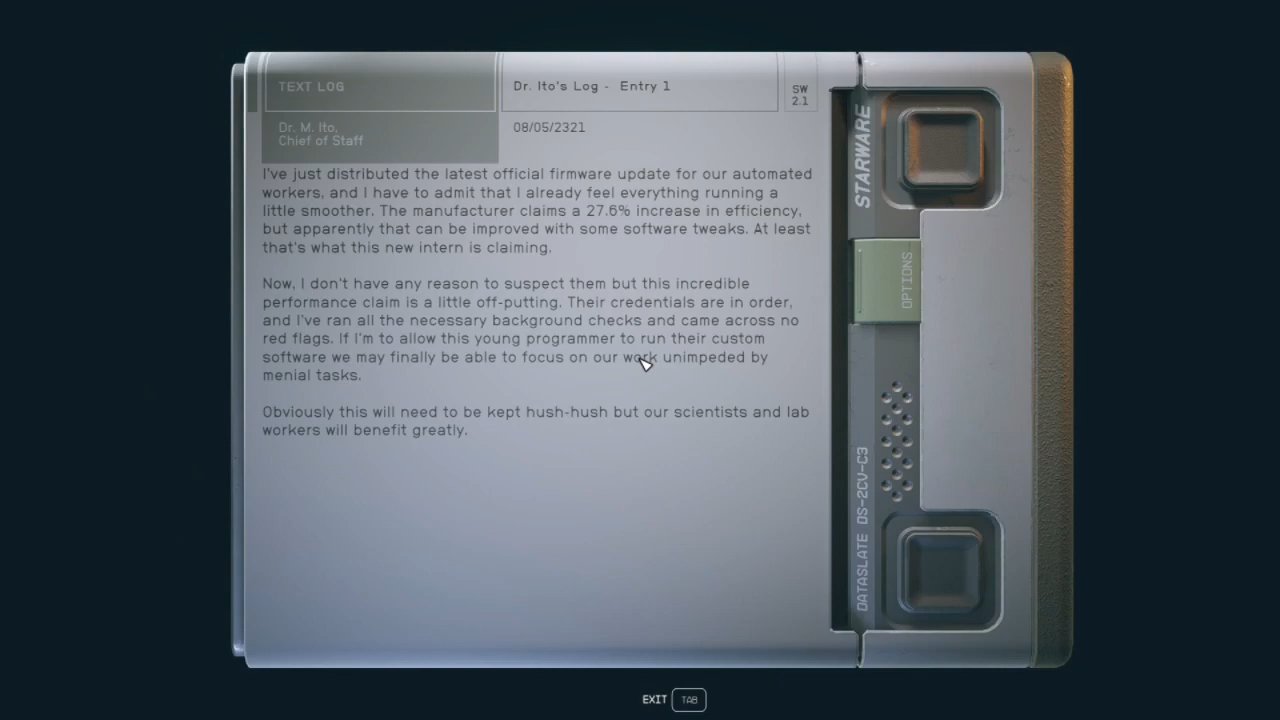 TEXT LOG
Dr. Ito's Log - Entry 1
SW
2.1
Dr. M. Ito,
Chief of Staff
08/05/2321
I've just distributed the latest official firmware update for our automated
workers, and I have to admit that I already feel everything running a
little smoother. The manufacturer claims a 27.6% increase in efficiency,
but apparently that can be improved with some software tweaks. At least
that's what this new intern is claiming.
Now, I don't have any reason to suspect them but this incredible
performance claim is a little off-putting. Their credentials are in order,
and I've ran all the necessary background checks and came across no
red flags. If I'm to allow this young programmer to run their custom
software we may finally be able to focus on our work unimpeded by
menial tasks.
Obviously this will need to be kept hush-hush but our scientists and lab
workers will benefit greatly.
STARWARE
OPTIONS
DATASLATE DS-2CV-C3
EXIT TAB